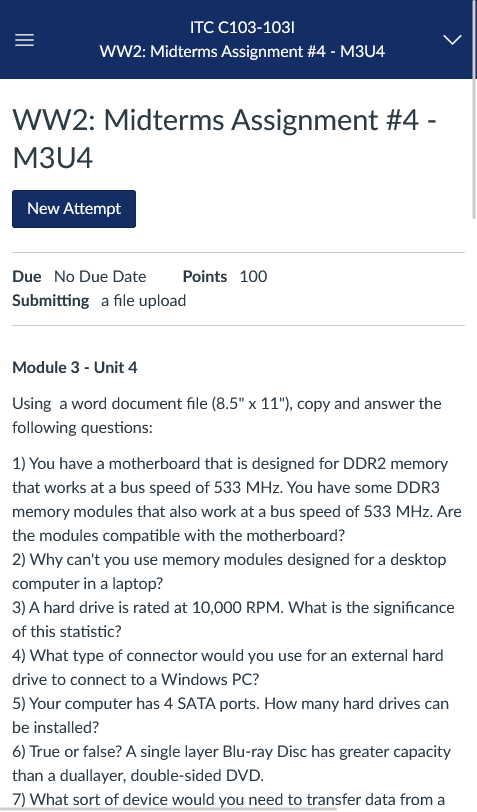 ITC C103-103I
WW2: Midterms Assignment #4 - M3U4
WW2: Midterms Assignment #4 -
M3U4
New Attempt
Due No Due Date Points 100
Submitting a file upload
Module 3 - Unit 4
Using a word document file (8.5" x 11"), copy and answer the
following questions:
1) You have a motherboard that is designed for DDR2 memory
that works at a bus speed of 533 MHz. You have some DDR3
memory modules that also work at a bus speed of 533 MHz. Are
the modules compatible with the motherboard?
2) Why can't you use memory modules designed for a desktop
computer in a laptop?
3) A hard drive is rated at 10,000 RPM. What is the significance
of this statistic?
4) What type of connector would you use for an external hard
drive to connect to a Windows PC?
5) Your computer has 4 SATA ports. How many hard drives can
be installed?
6) True or false? A single layer Blu-ray Disc has greater capacity
than a duallayer, double-sided DVD.
7) What sort of device would you need to transfer data from a